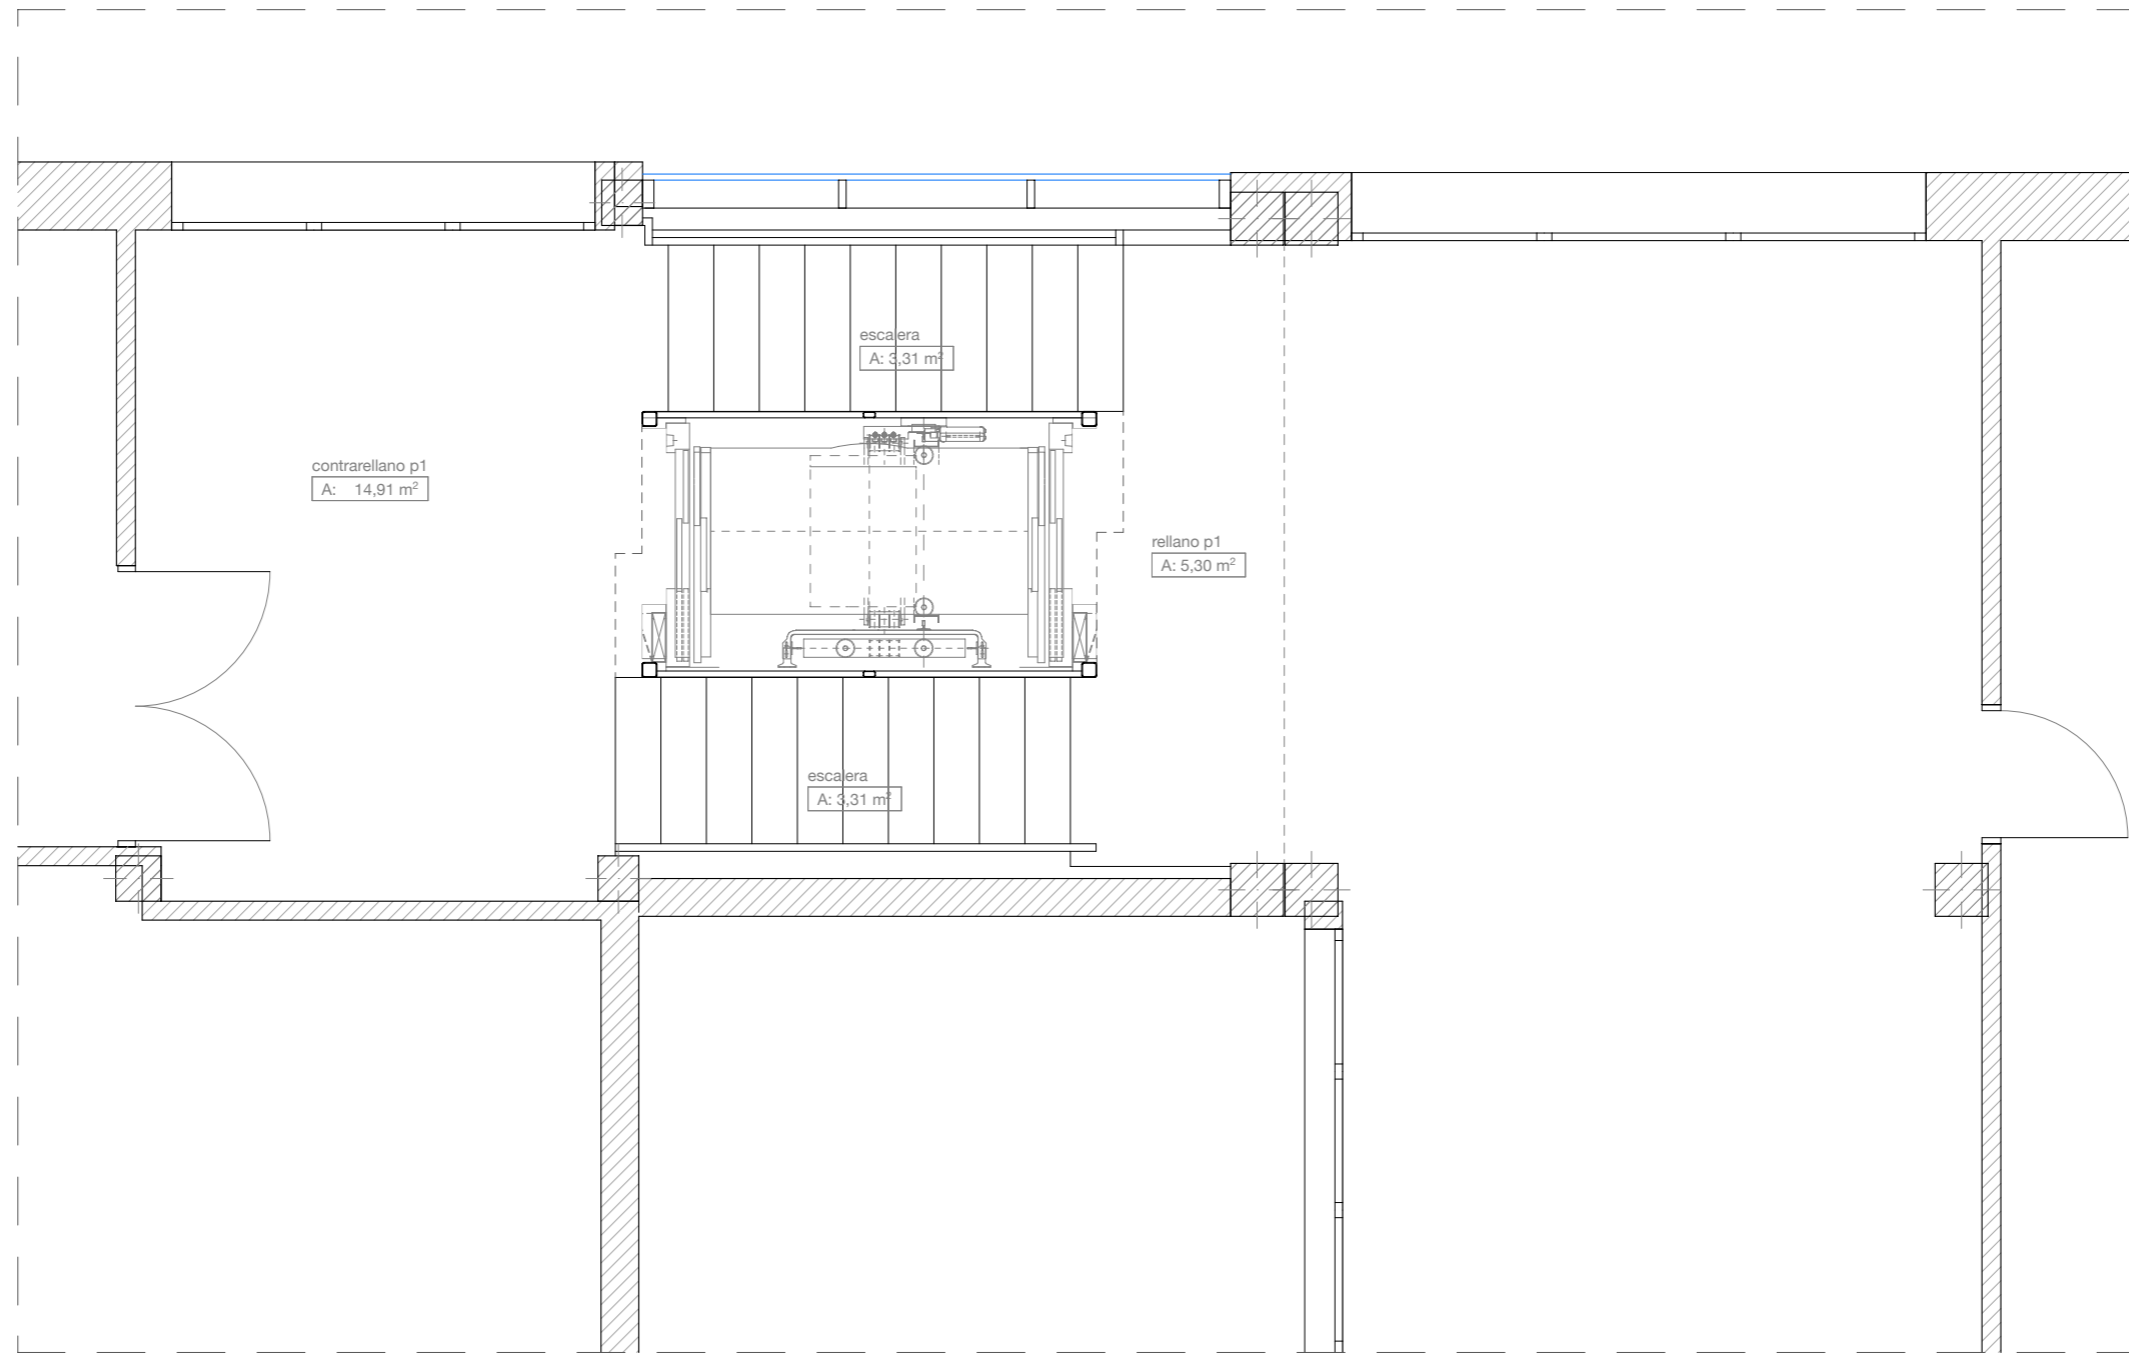 escalera
A: 3,31 m²
contrarellano p1
A: 14,91 m²
rellano p1
A: 5,30 m²
escalera
A: 3,31 m²